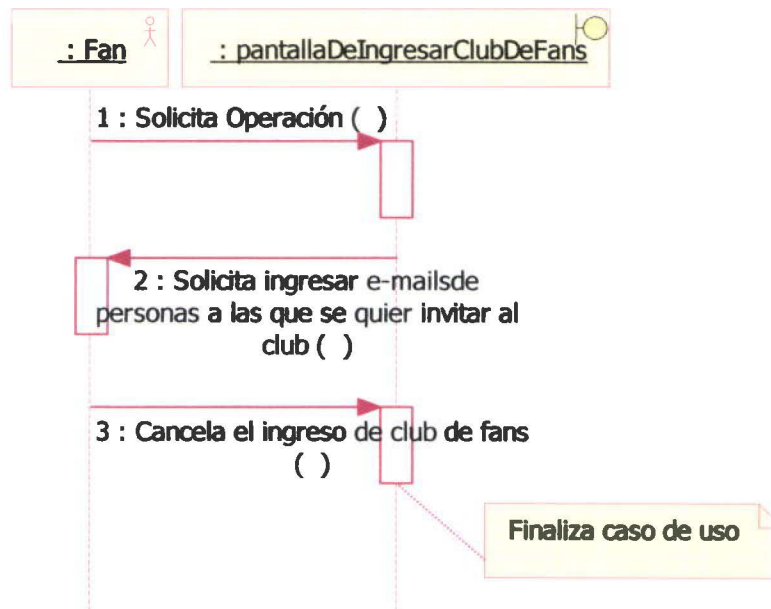 : Fan
: pantallaDeIngresarClubDeFans
1 : Solicita Operación ( )
2 : Solicita ingresar e-mailsde
personas a las que se quier invitar al
club ( )
3 : Cancela el ingreso de club de fans
( )
Finaliza caso de uso